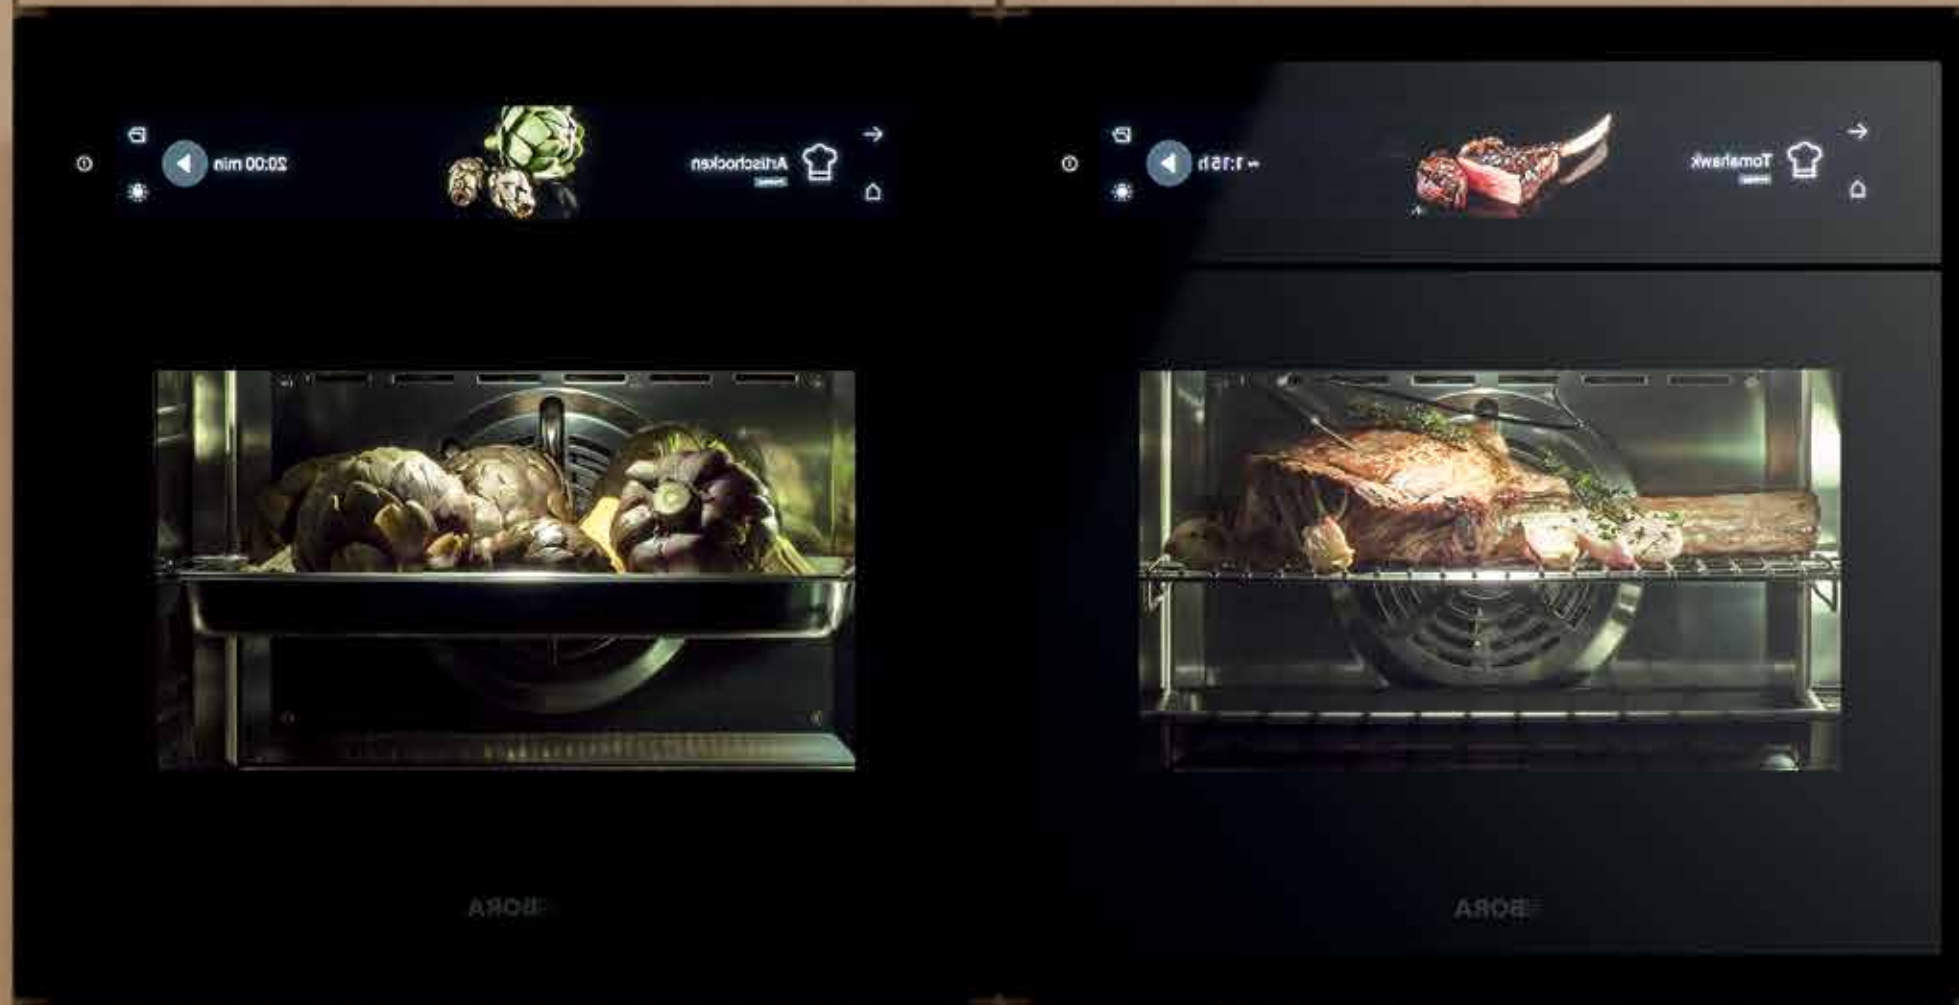 20:00 min
Artischocken
~ 1:15 h
Tomahawk
BORA
BORA